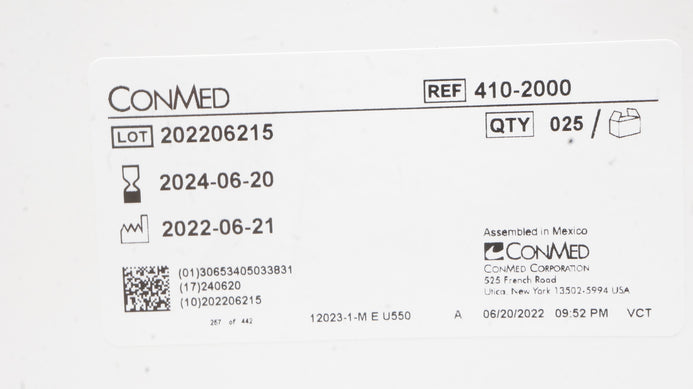 CONMED
REF 410-2000
LOT 202206215
QTY 025 /
2024-06-20
2022-06-21
Assembled in Mexico
CONMED
CONMED CORPORATION
525 French Road
Utica, New York 13502-5994 USA
(01)30653405033831
(17)240620
(10)202206215
267 of 442
12023-1-M E U550 A 06/20/2022 09:52 PM VCT